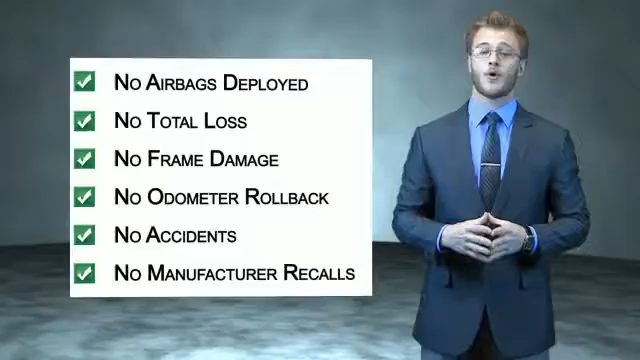 No Airbags Deployed
No Total Loss
No Frame Damage
No Odometer Rollback
No Accidents
No Manufacturer Recalls